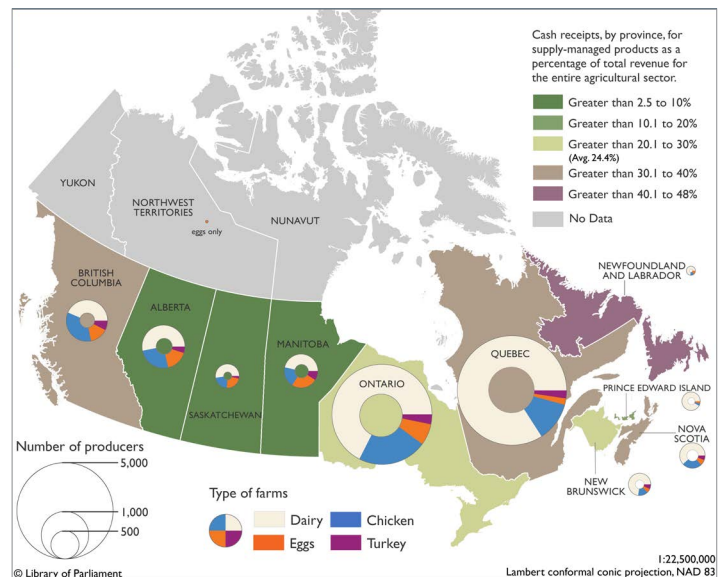 Cash receipts, by province, for
supply-managed products as a
percentage of total revenue for
the entire agricultural sector.
Greater than 2.5 to 10%
Greater than 10.1 to 20%
Greater than 20.1 to 30%
(Avg. 24.4%)
Greater than 30.1 to 40%
Greater than 40.1 to 48%
No Data
YUKON
NORTHWEST
TERRITORIES
eggs only
NUNAVUT
BRITISH
COLUMBIA
ALBERTA
SASKATCHEWAN
MANITOBA
ONTARIO
QUEBEC
NEWFOUNDLAND
AND LABRADOR
PRINCE EDWARD ISLAND
NOVA
SCOTIA
NEW
BRUNSWICK
Number of producers
5,000
1,000
500
Type of farms
Dairy
Chicken
Eggs
Turkey
© Library of Parliament
1:22,500,000
Lambert conformal conic projection, NAD 83